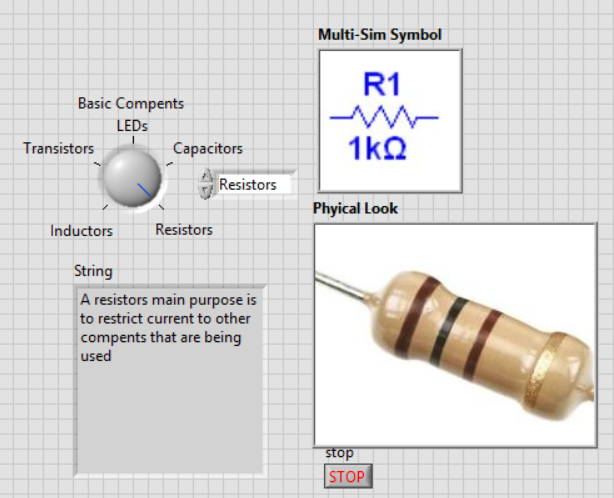 Multi-Sim Symbol
R1
1kΩ
Basic Compents
LEDs
Transistors
Capacitors
Resistors
Inductors
Resistors
Phyical Look
String
A resistors main purpose is
to restrict current to other
compents that are being
used
stop
STOP